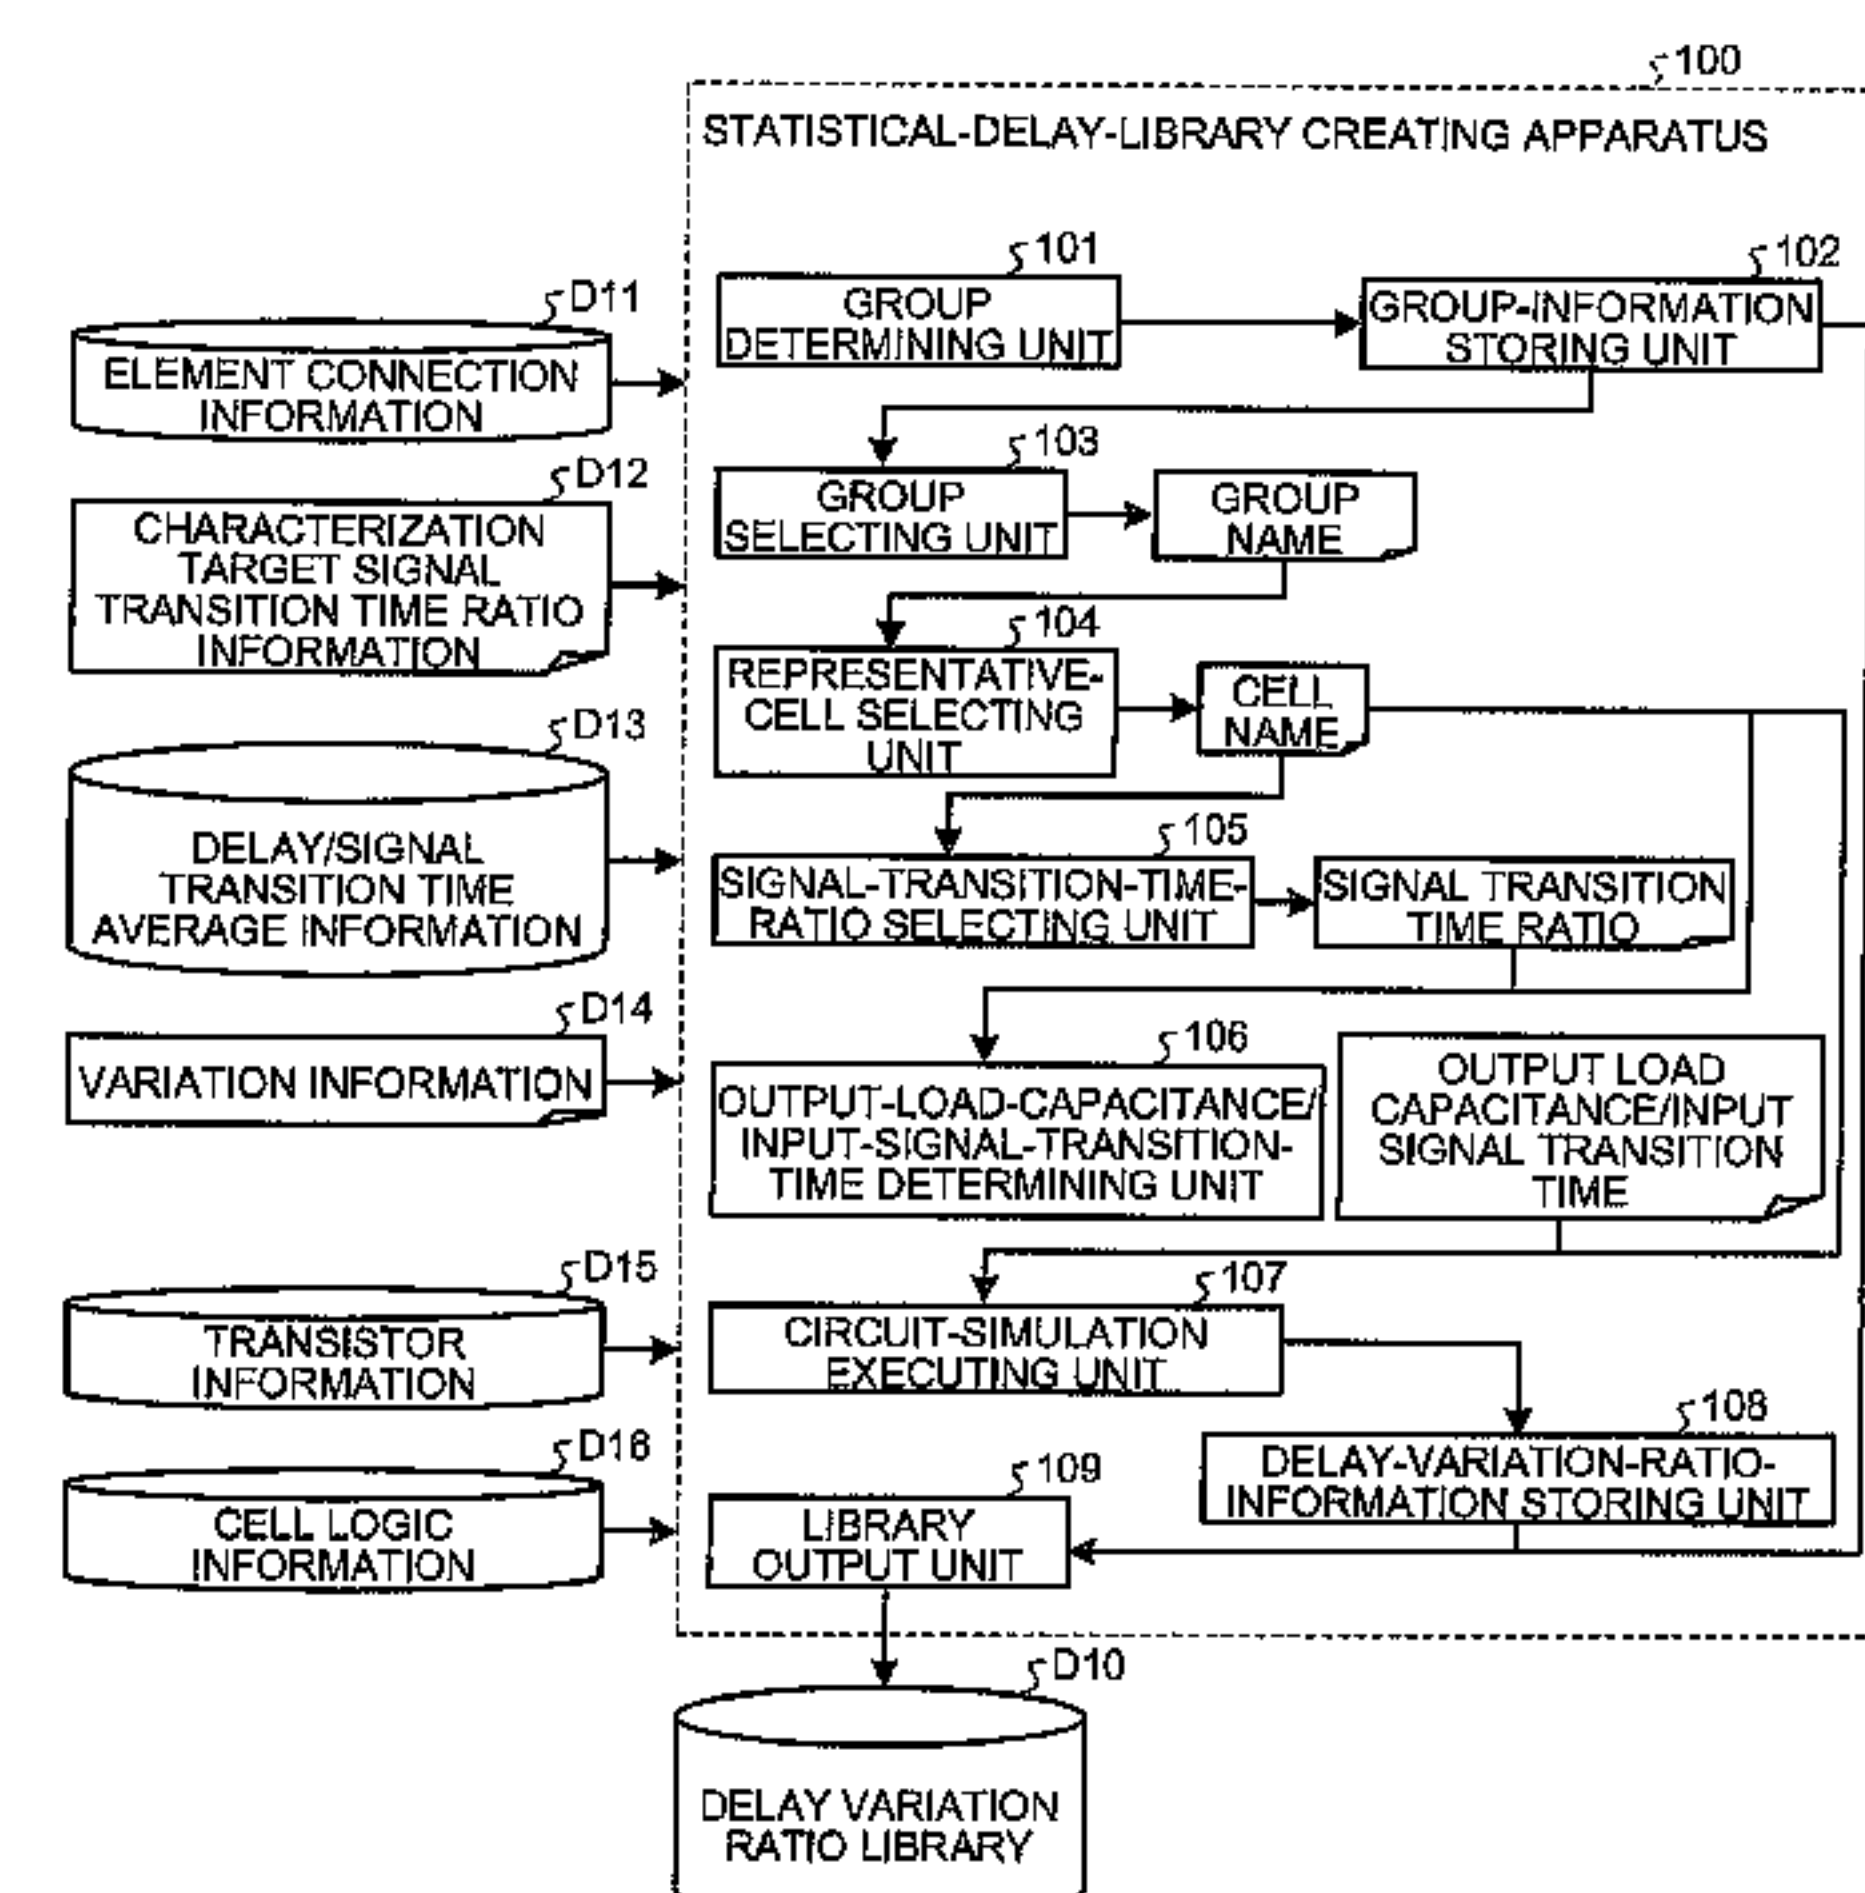 100
STATISTICAL-DELAY-LIBRARY CREATING APPARATUS
101
GROUP
DETERMINING UNIT
102
GROUP-INFORMATION
STORING UNIT
D11
ELEMENT CONNECTION
INFORMATION
103
GROUP
SELECTING UNIT
GROUP
NAME
D12
CHARACTERIZATION
TARGET SIGNAL
TRANSITION TIME RATIO
INFORMATION
104
REPRESENTATIVE-
CELL SELECTING
UNIT
CELL
NAME
D13
DELAY/SIGNAL
TRANSITION TIME
AVERAGE INFORMATION
105
SIGNAL-TRANSITION-TIME-
RATIO SELECTING UNIT
SIGNAL TRANSITION
TIME RATIO
D14
VARIATION INFORMATION
106
OUTPUT-LOAD-CAPACITANCE/
INPUT-SIGNAL-TRANSITION-
TIME DETERMINING UNIT
OUTPUT LOAD
CAPACITANCE/INPUT
SIGNAL TRANSITION
TIME
D15
TRANSISTOR
INFORMATION
107
CIRCUIT-SIMULATION
EXECUTING UNIT
108
DELAY-VARIATION-RATIO-
INFORMATION STORING UNIT
D16
CELL LOGIC
INFORMATION
109
LIBRARY
OUTPUT UNIT
D10
DELAY VARIATION
RATIO LIBRARY